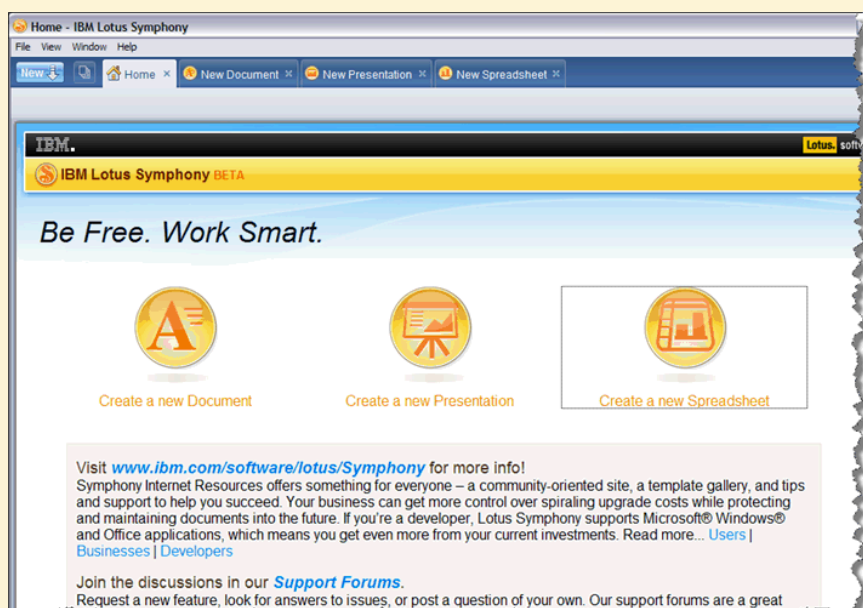 Home - IBM Lotus Symphony
File View Window Help
New Home × New Document × New Presentation × New Spreadsheet ×
IBM. Lotus. softw
IBM Lotus Symphony BETA
Be Free. Work Smart.
A
Create a new Document Create a new Presentation Create a new Spreadsheet
Visit www.ibm.com/software/lotus/Symphony for more info!
Symphony Internet Resources offers something for everyone – a community-oriented site, a template gallery, and tips
and support to help you succeed. Your business can get more control over spiraling upgrade costs while protecting
and maintaining documents into the future. If you're a developer, Lotus Symphony supports Microsoft® Windows®
and Office applications, which means you get even more from your current investments. Read more... Users |
Businesses | Developers
Join the discussions in our Support Forums.
Request a new feature, look for answers to issues, or post a question of your own. Our support forums are a great